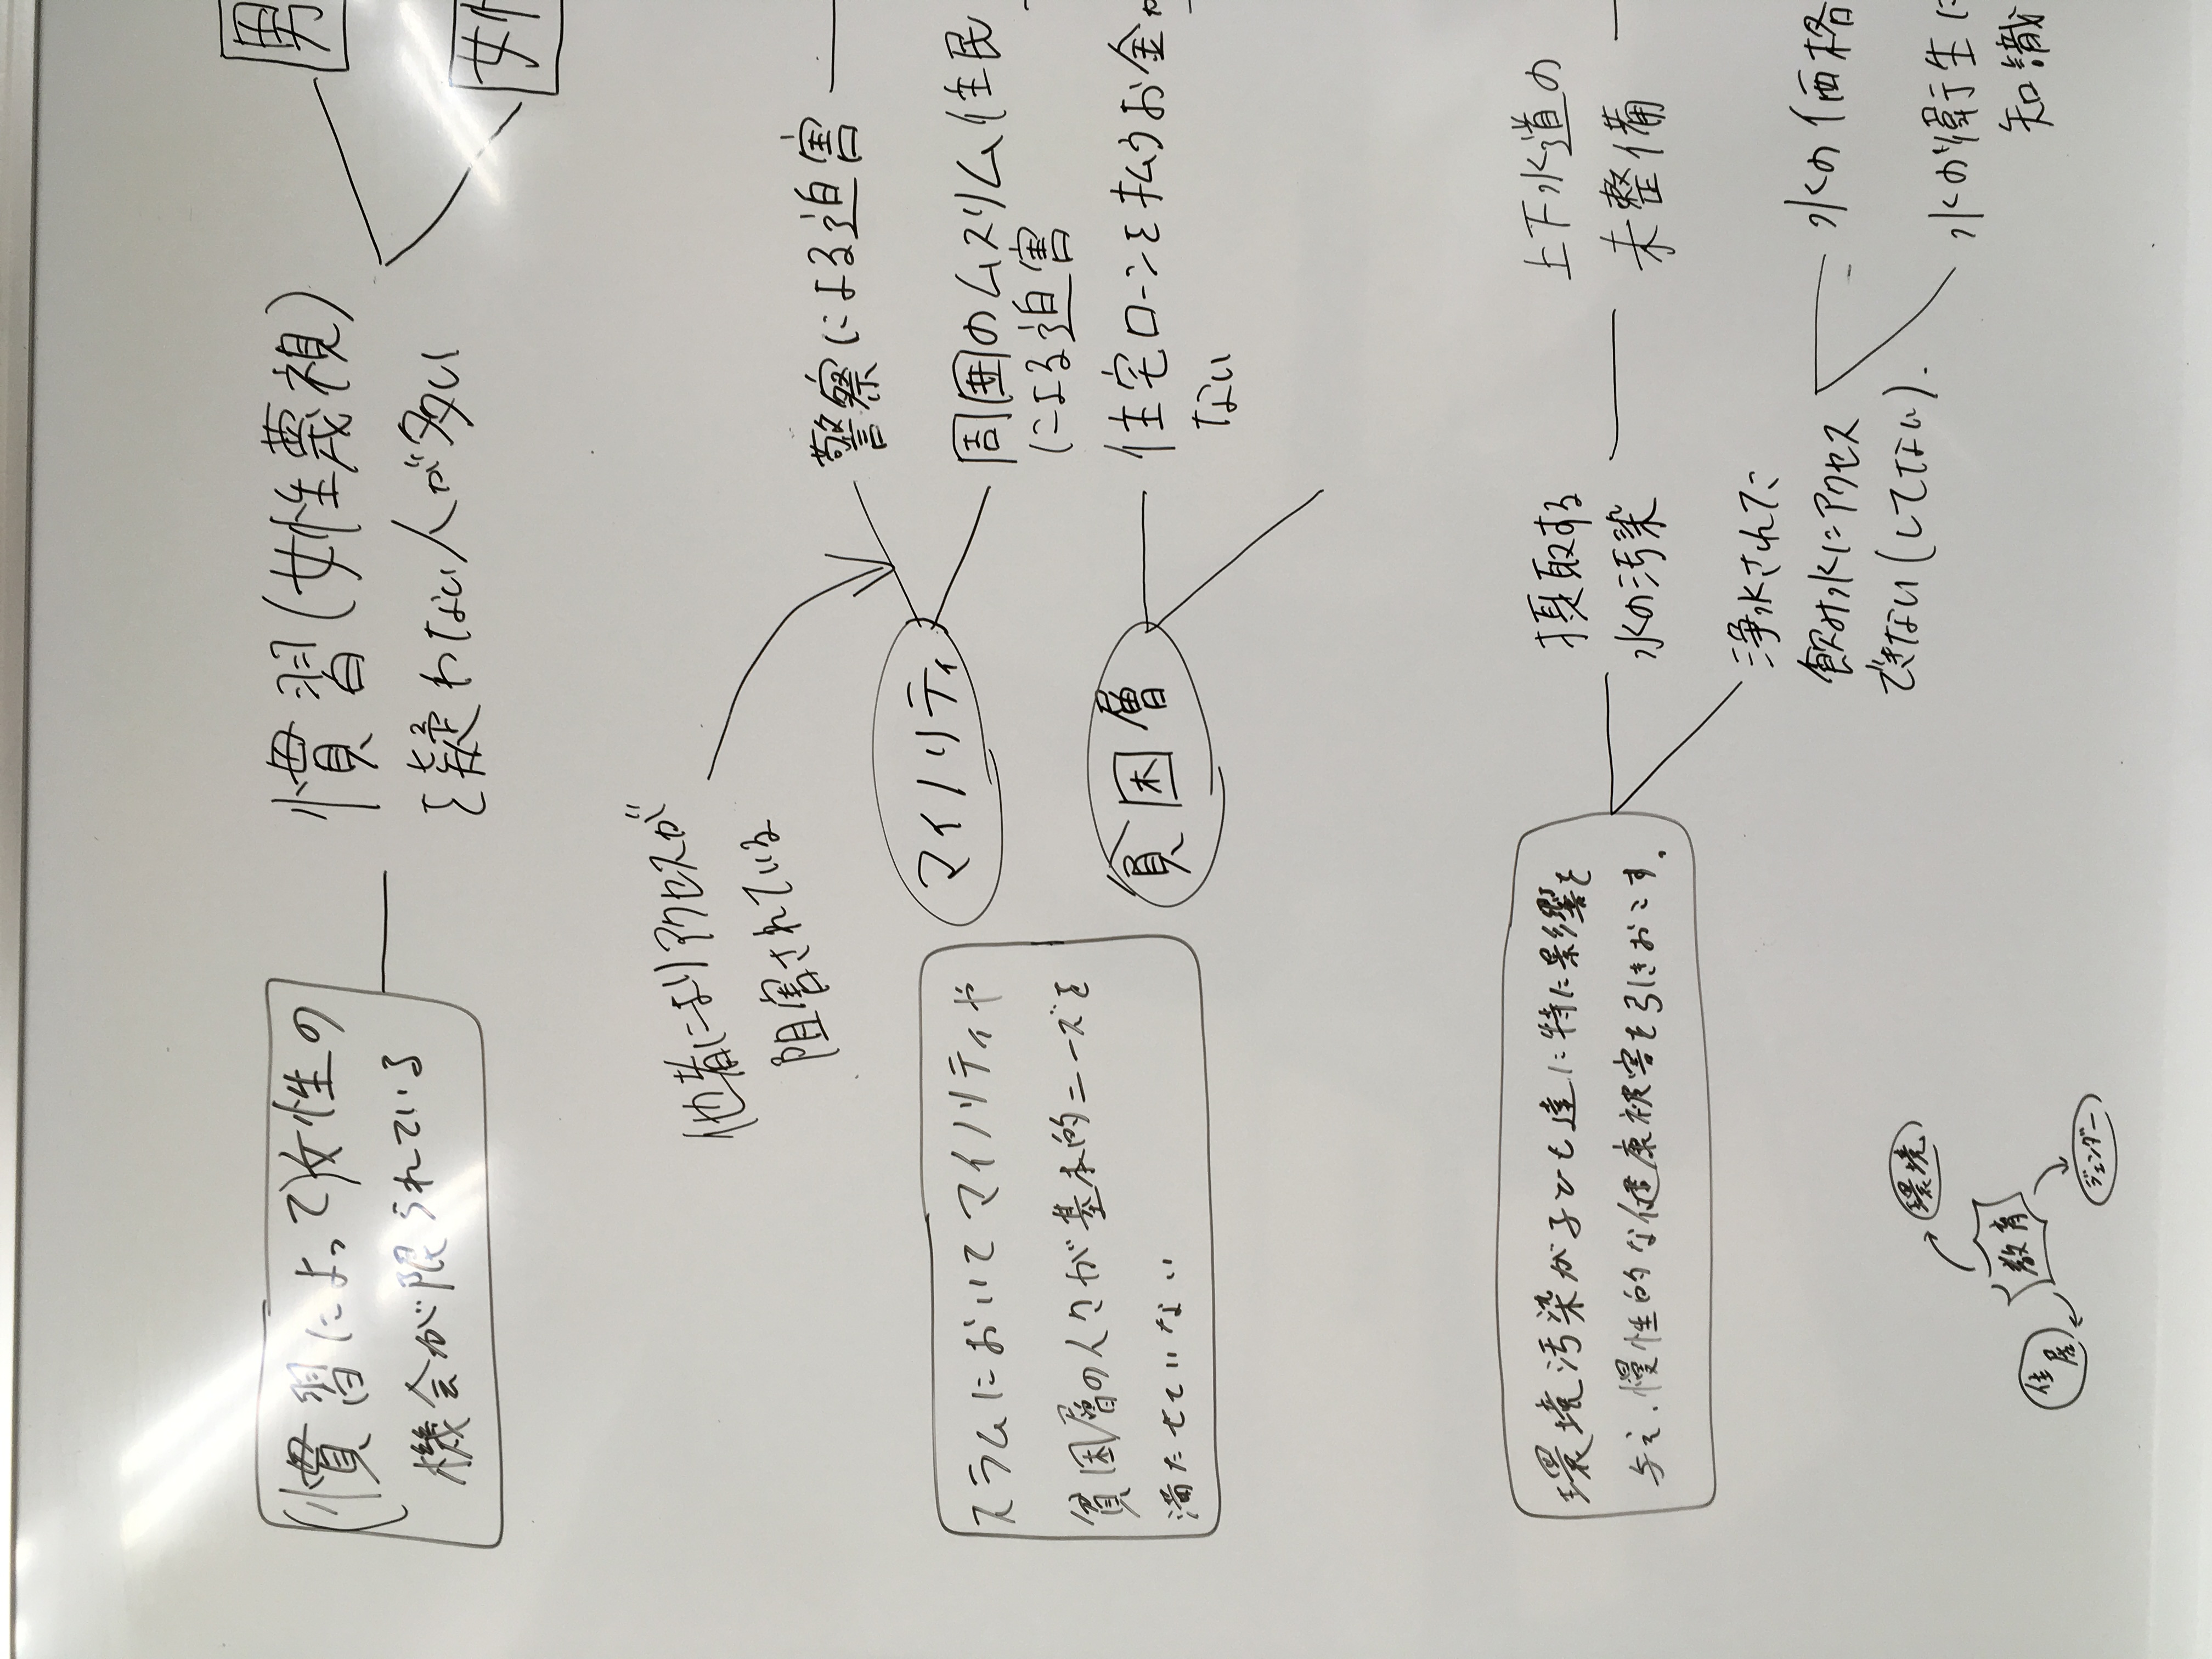 (慣習によって)女性の
機会が限られている
慣習(女性蔑視)
を疑わない人が多い
男
女性
他者によりアクセスが
阻害されている
マイノリティ
警察による迫害
周囲のムスリム住民
による迫害
スラムにおいてマイノリティや
貧困層の人々が基本的ニーズを
満たせていない
貧困層
住宅ローンを払うお金が
ない
環境汚染が子ども達に特に影響を
与え、慢性的な健康被害を引きおこす。
摂取する
水の汚染
上下水道の
未整備
浄水された
飲み水にアクセス
できない(してない).
水の価格
水の衛生に
知識
環境
教育
住居
ジェンダー